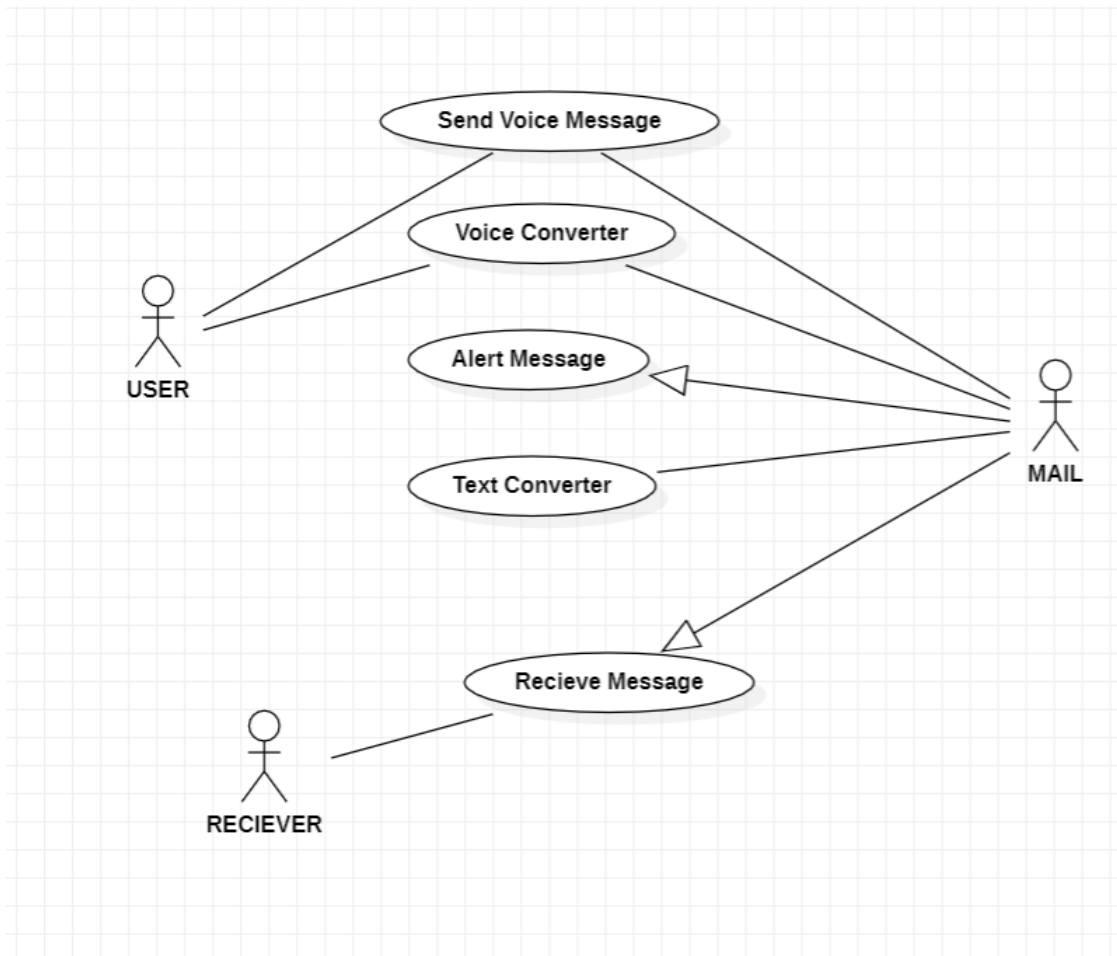 Send Voice Message
Voice Converter
USER
Alert Message
MAIL
Text Converter
Recieve Message
RECIEVER